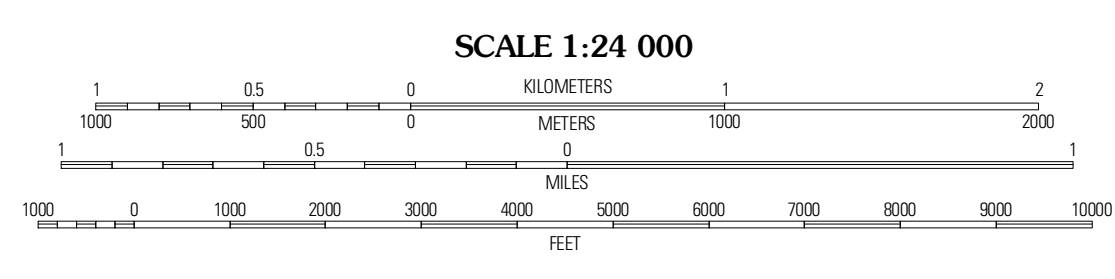 SCALE 1:24 000
KILOMETERS
1 0.5 0 1 2
1000 500 0 METERS 1000 2000
1 0.5 0 1
MILES
1000 0 1000 2000 3000 4000 5000 6000 7000 8000 9000 10000
FEET